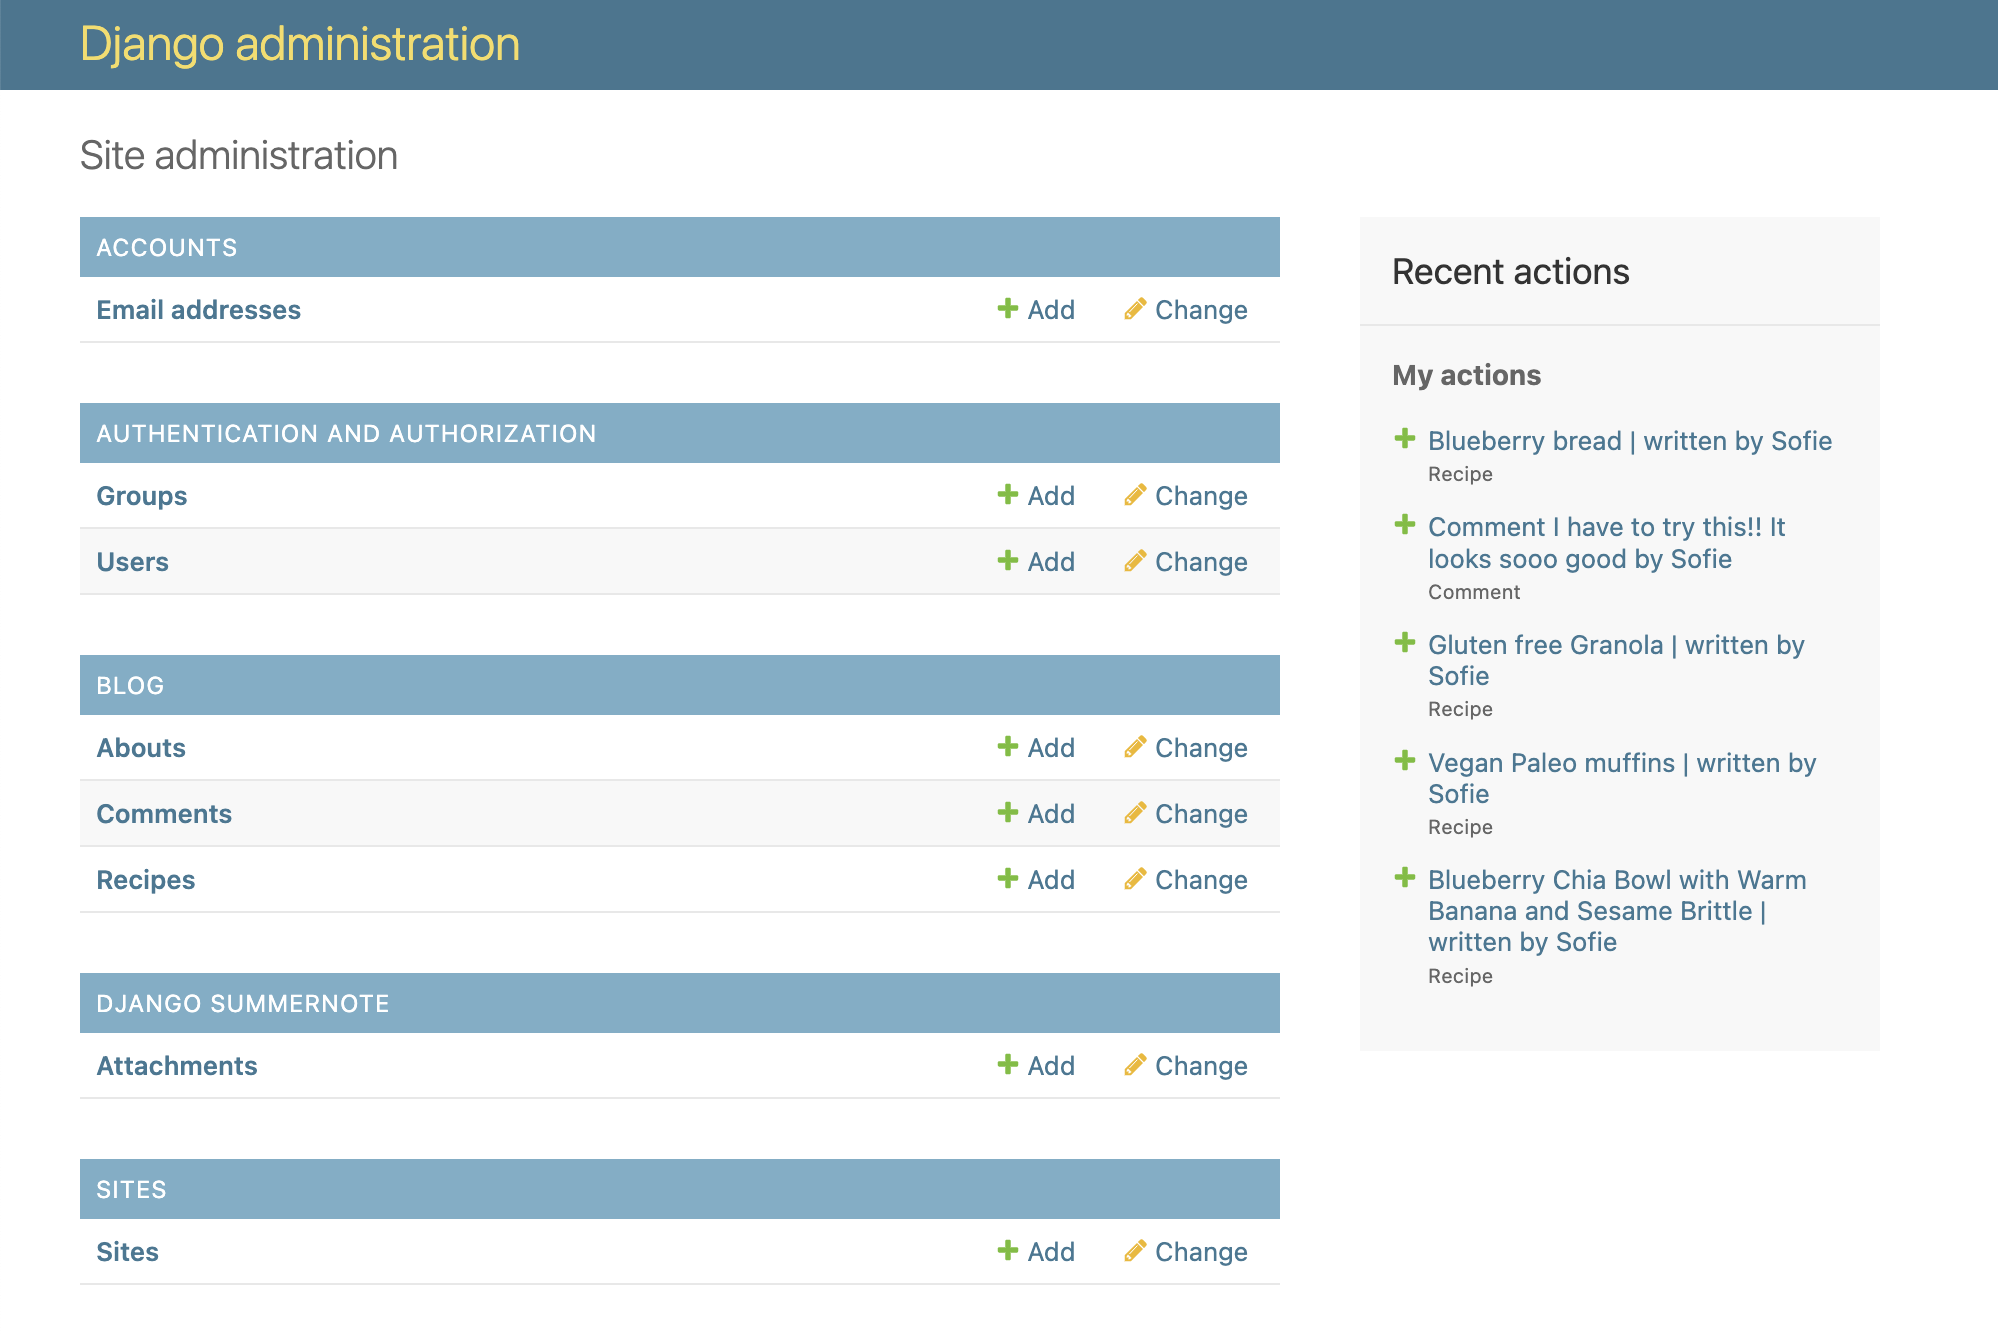 Django administration
Site administration
ACCOUNTS
Email addresses Add Change
AUTHENTICATION AND AUTHORIZATION
Groups Add Change
Users Add Change
BLOG
Abouts Add Change
Comments Add Change
Recipes Add Change
DJANGO SUMMERNOTE
Attachments Add Change
SITES
Sites Add Change
Recent actions
My actions
Blueberry bread | written by Sofie
Recipe
Comment I have to try this!! It
looks sooo good by Sofie
Comment
Gluten free Granola | written by
Sofie
Recipe
Vegan Paleo muffins | written by
Sofie
Recipe
Blueberry Chia Bowl with Warm
Banana and Sesame Brittle |
written by Sofie
Recipe